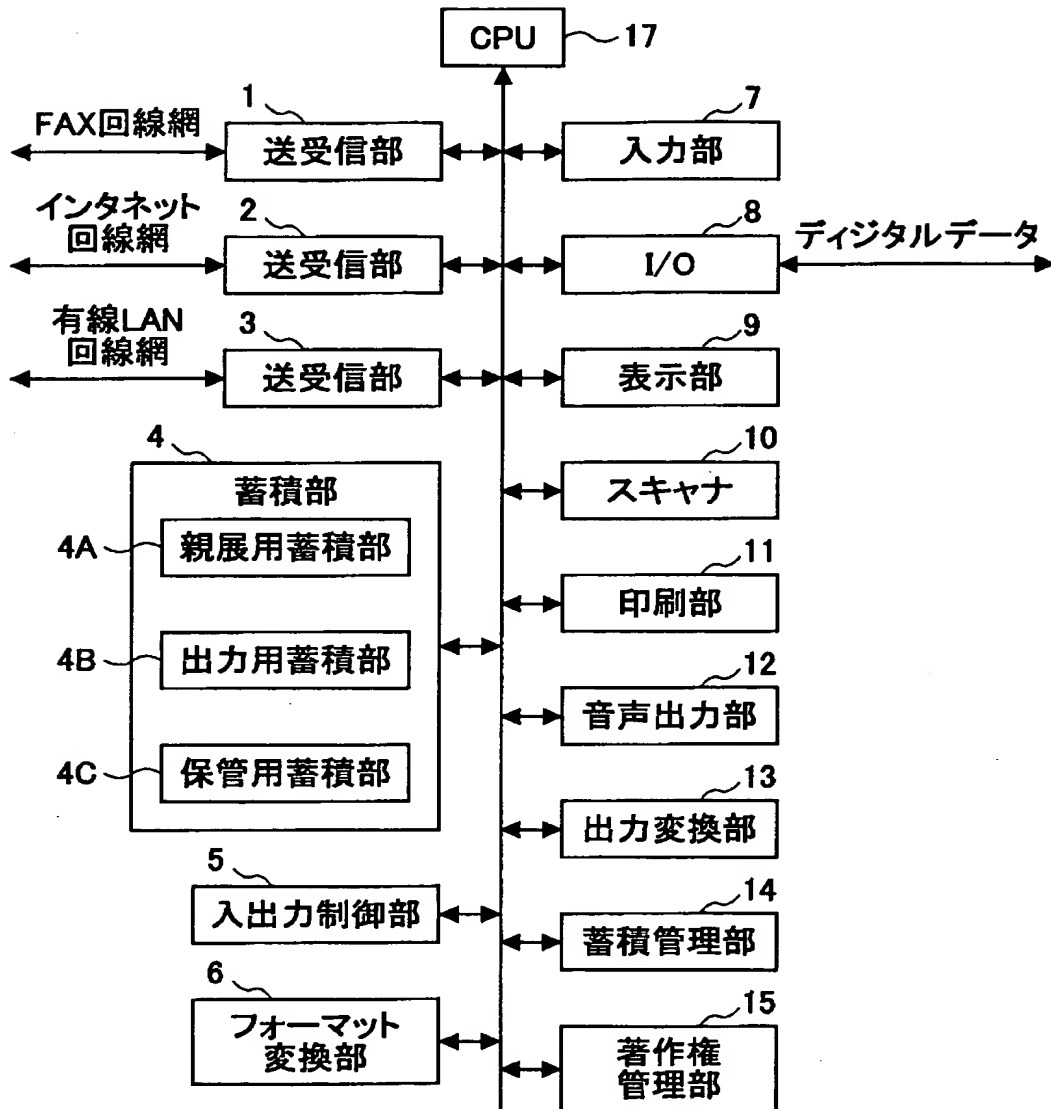 CPU
17
1
7
FAX回線網
送受信部
入力部
インタネット
回線網
2
8
送受信部
I/O
ディジタルデータ
有線LAN
回線網
3
9
送受信部
表示部
4
10
蓄積部
スキャナ
4A
親展用蓄積部
11
印刷部
4B
出力用蓄積部
12
音声出力部
4C
保管用蓄積部
13
出力変換部
5
入出力制御部
14
蓄積管理部
6
フォーマット
変換部
15
著作権
管理部